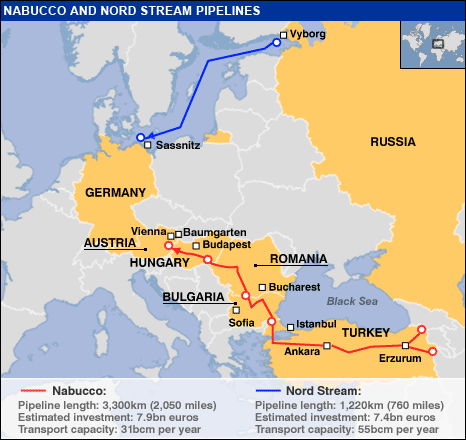 NABUCCO AND NORD STREAM PIPELINES
Vyborg
RUSSIA
Sassnitz
GERMANY
Vienna
Baumgarten
AUSTRIA
Budapest
HUNGARY
ROMANIA
Bucharest
BULGARIA
Black Sea
Sofia
Istanbul
TURKEY
Ankara
Erzurum
Nabucco:
Pipeline length: 3,300km (2,050 miles)
Estimated investment: 7.9bn euros
Transport capacity: 31bcm per year
Nord Stream:
Pipeline length: 1,220km (760 miles)
Estimated investment: 7.4bn euros
Transport capacity: 55bcm per year